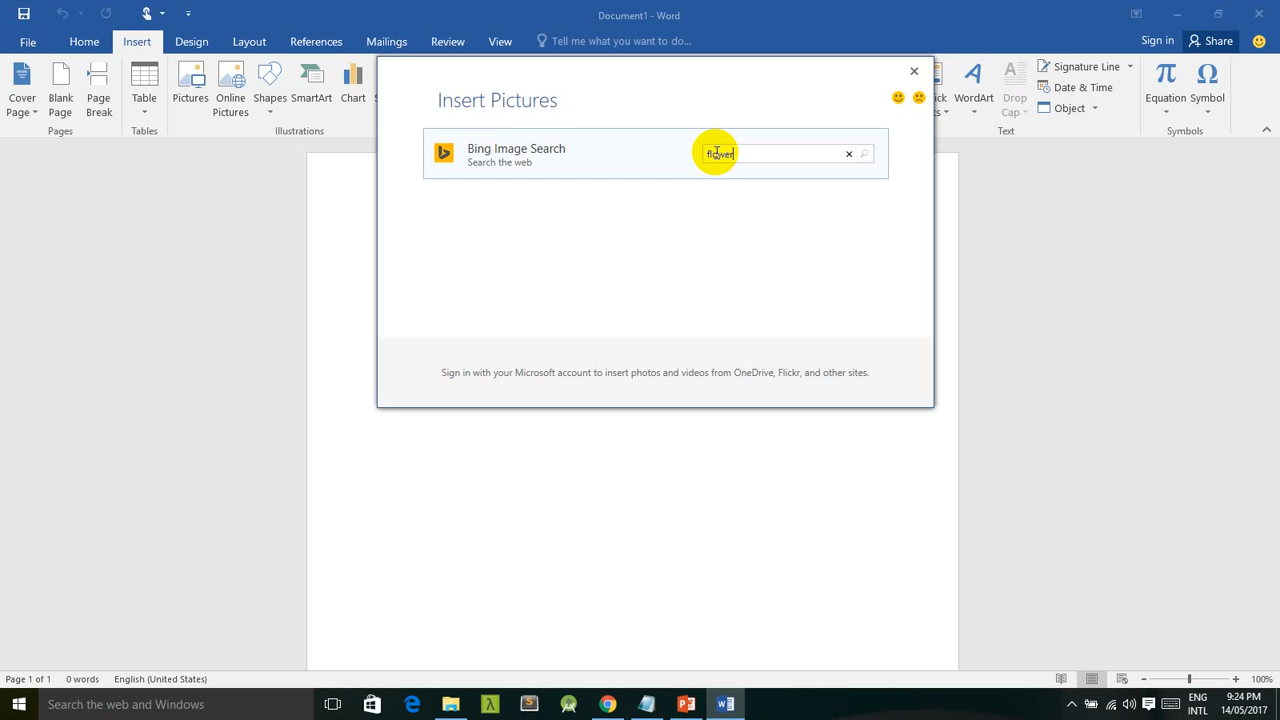 Document1 - Word
File Home Insert Design Layout References Mailings Review View Tell me what you want to do... Sign in Share
Cover Page Blank Page Page Break Table Pictures Online Pictures Shapes SmartArt Chart WordArt Drop Cap Signature Line Date & Time Object Equation Symbol
Pages Tables Illustrations Text Symbols
Insert Pictures
Bing Image Search
Search the web
flower
Sign in with your Microsoft account to insert photos and videos from OneDrive, Flickr, and other sites.
Page 1 of 1 0 words English (United States) 100%
Search the web and Windows
ENG 9:24 PM
INTL 14/05/2017